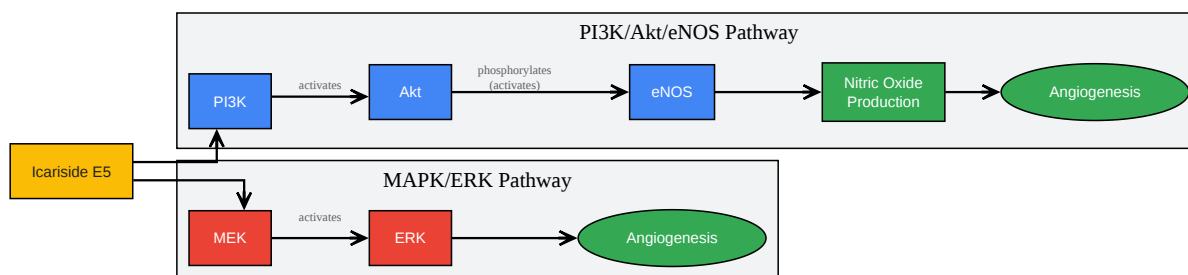 PI3K/Akt/eNOS Pathway
PI3K
activates
Akt
phosphorylates
(activates)
eNOS
Nitric Oxide
Production
Angiogenesis
Icariside E5
MAPK/ERK Pathway
MEK
activates
ERK
Angiogenesis